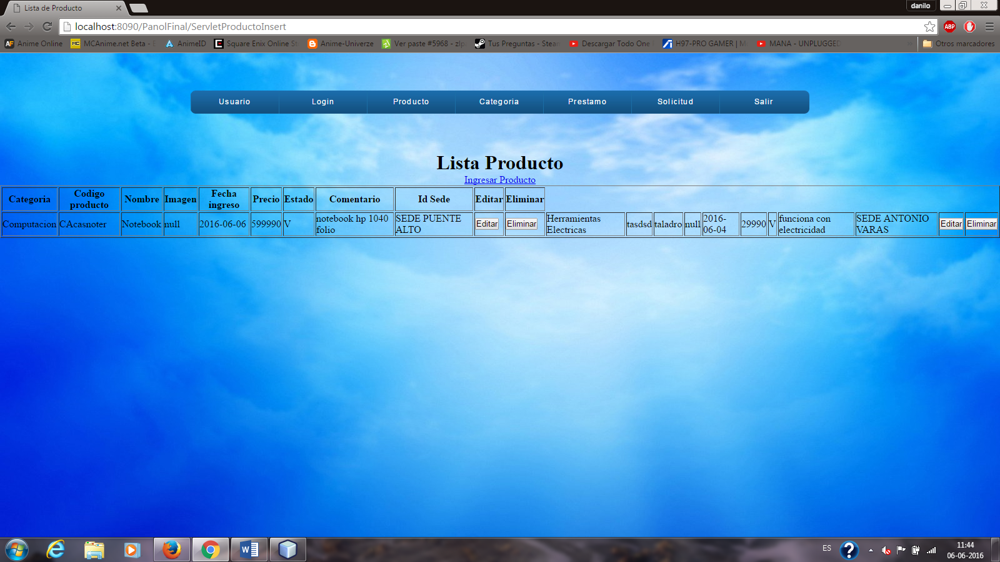 Lista de Producto
danilo
localhost:8090/PanolFinal/ServletProductoInsert
ABP
AF Anime Online
MC MCAnime.net Beta -
AnimeID
Square Enix Online St
Anime-Univerze
Ver paste #5968 - zlp
Tus Preguntas - Stean
Descargar Todo One
H97-PRO GAMER |
MANA - UNPLUGGED
Otros marcadores
Usuario Login Producto Categoria Prestamo Solicitud Salir
Lista Producto
Ingresar Producto
Categoria Codigo producto Nombre Imagen Fecha ingreso Precio Estado Comentario Id Sede Editar Eliminar
Computacion CAcasnoter Notebook null 2016-06-06 599990 V notebook hp 1040 folio SEDE PUENTE ALTO Editar Eliminar Herramientas Electricas tasdsd taladro null 2016-06-04 29990 V funciona con electricidad SEDE ANTONIO VARAS Editar Eliminar
ES
11:44
06-06-2016